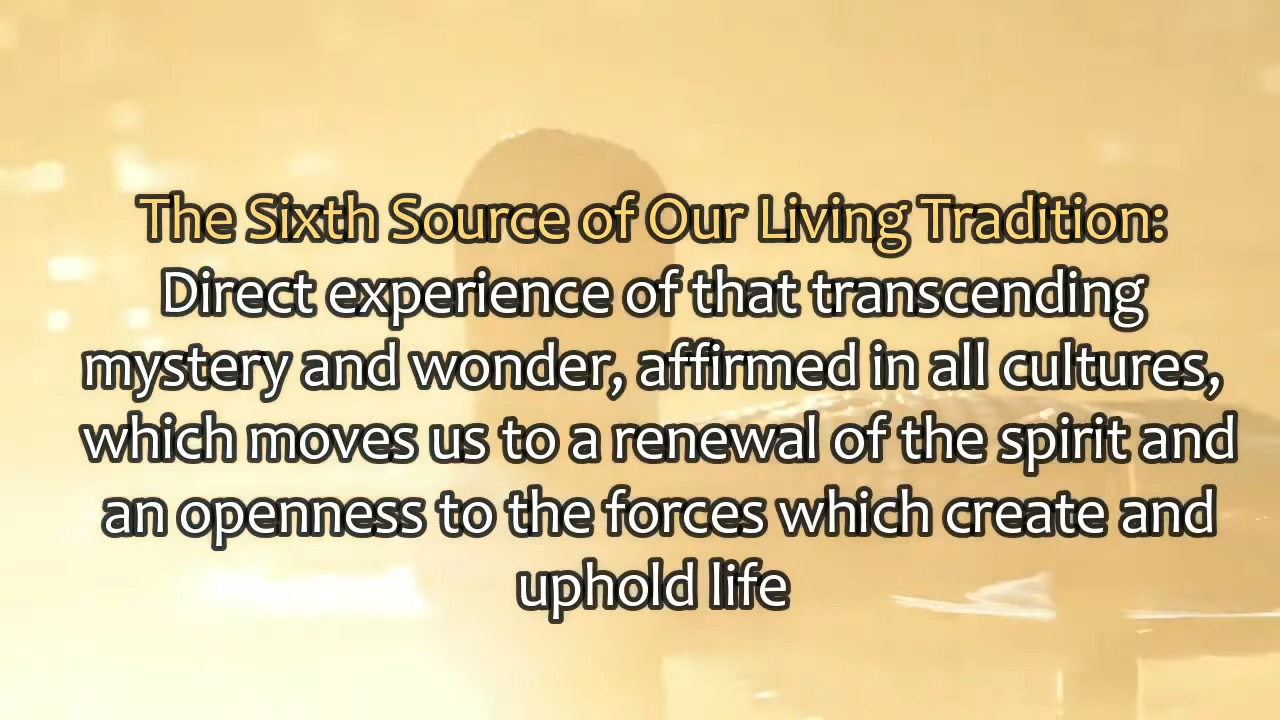 The Sixth Source of Our Living Tradition:
Direct experience of that transcending
mystery and wonder, affirmed in all cultures,
which moves us to a renewal of the spirit and
an openness to the forces which create and
uphold life